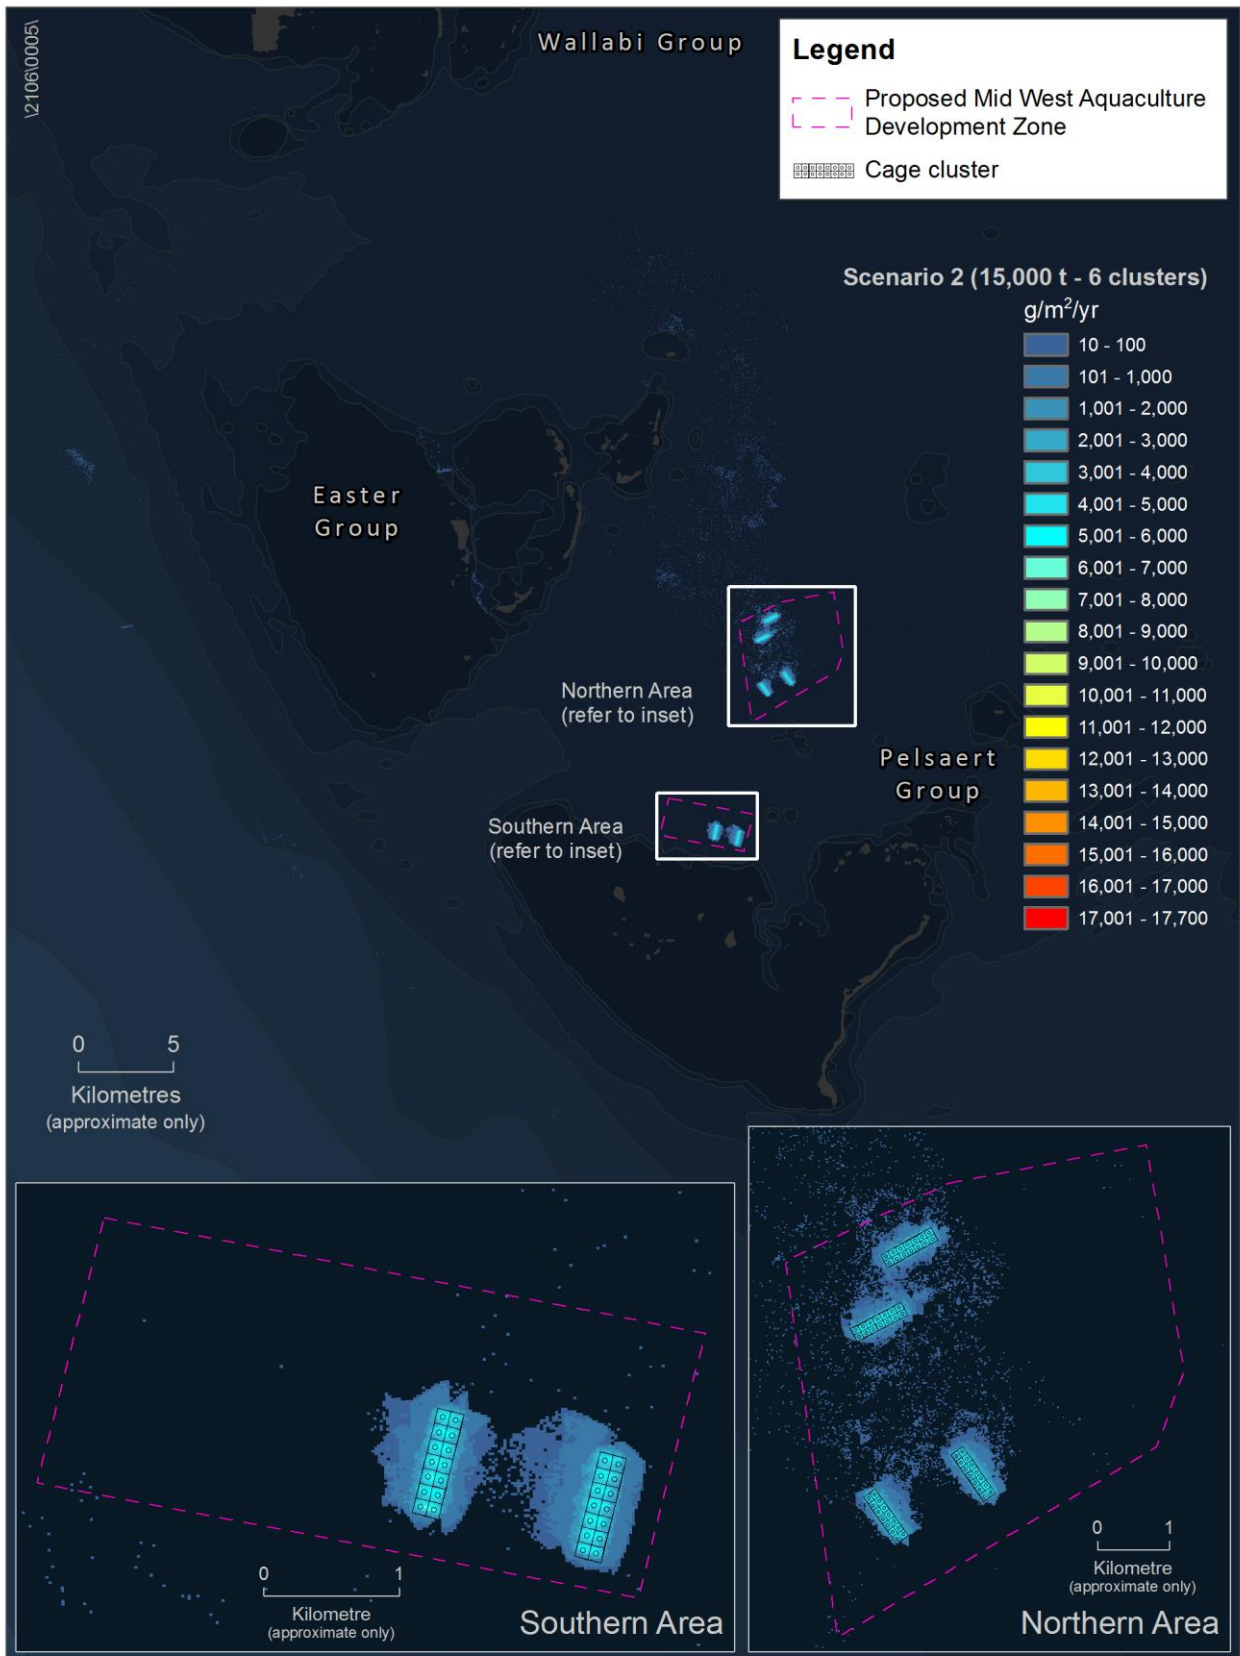 \2106\0005\
Wallabi Group
Legend
Proposed Mid West Aquaculture
Development Zone
Cage cluster
Scenario 2 (15,000 t - 6 clusters)
g/m²/yr
10 - 100
101 - 1,000
1,001 - 2,000
2,001 - 3,000
3,001 - 4,000
4,001 - 5,000
5,001 - 6,000
6,001 - 7,000
7,001 - 8,000
8,001 - 9,000
9,001 - 10,000
10,001 - 11,000
11,001 - 12,000
12,001 - 13,000
13,001 - 14,000
14,001 - 15,000
15,001 - 16,000
16,001 - 17,000
17,001 - 17,700
Easter
Group
Northern Area
(refer to inset)
Pelsaert
Group
Southern Area
(refer to inset)
0 5
Kilometres
(approximate only)
0 1
Kilometre
(approximate only)
Southern Area
0 1
Kilometre
(approximate only)
Northern Area